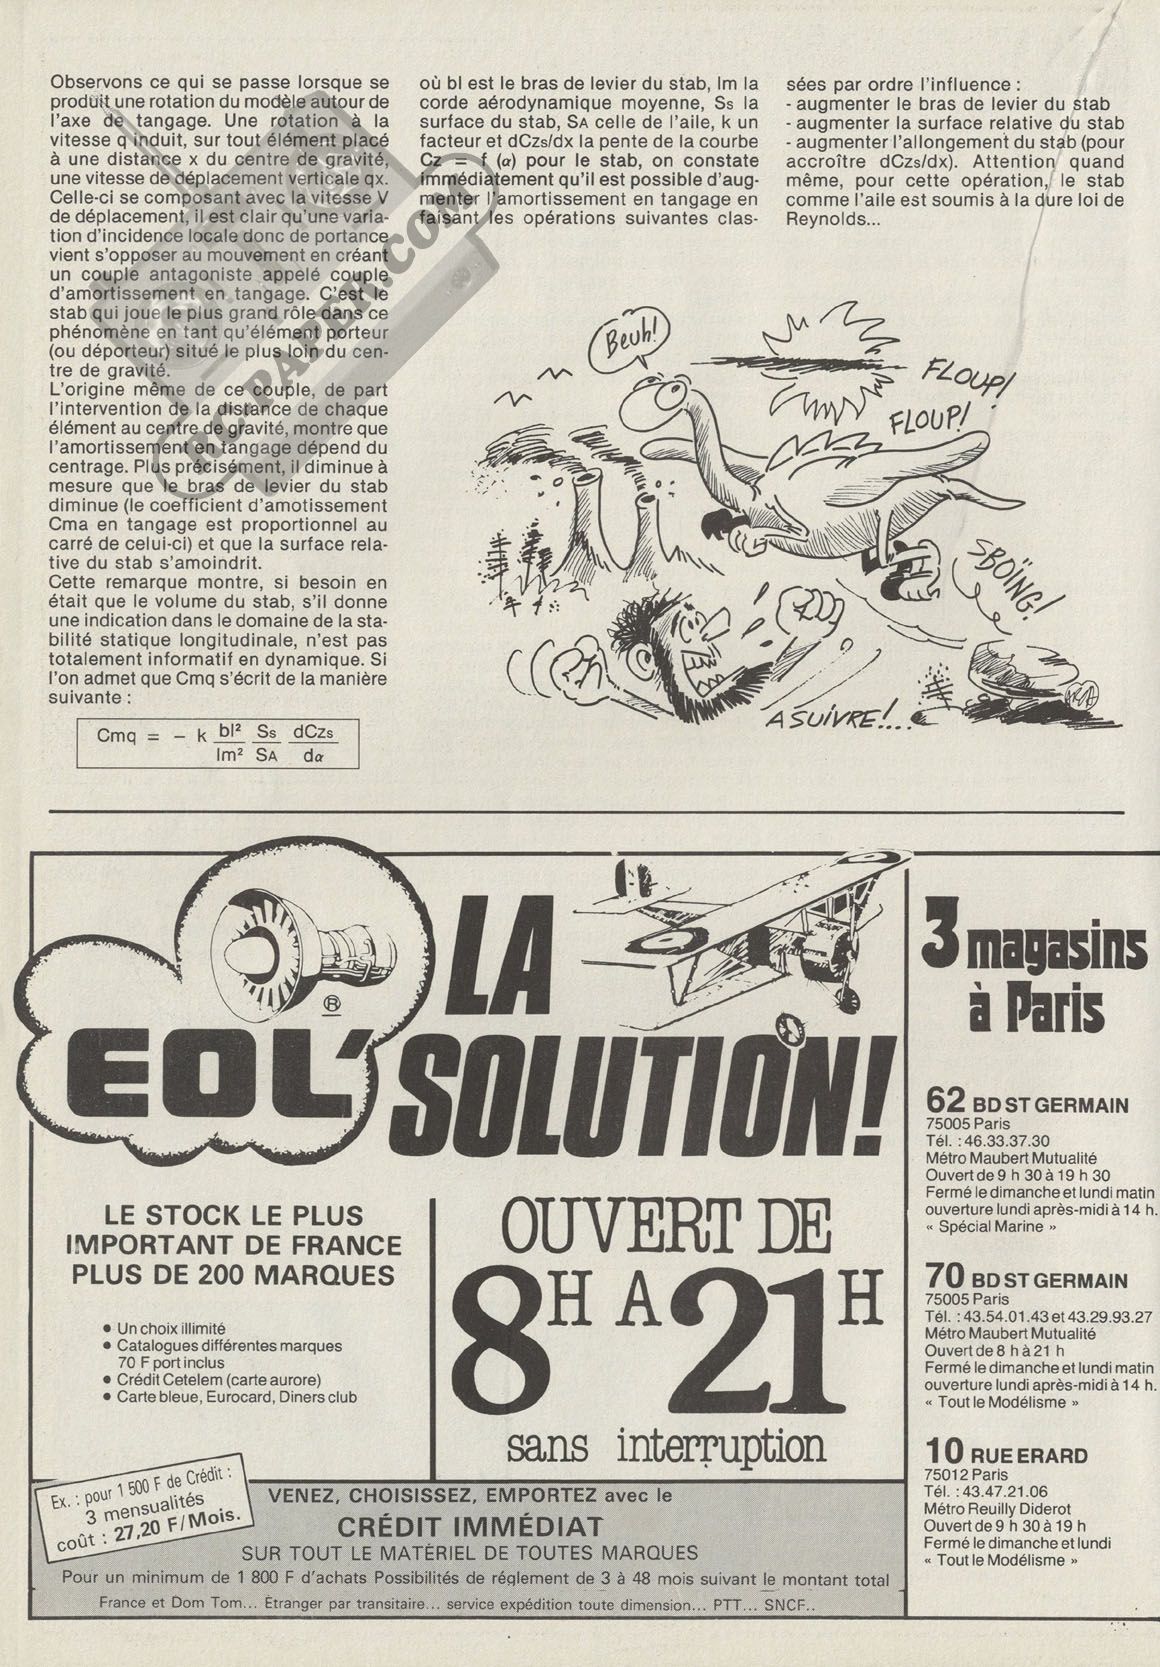 Observons ce qui se passe lorsque se
produit une rotation du modèle autour de
l'axe de tangage. Une rotation à la
vitesse q induit, sur tout élément placé
à une distance x du centre de gravité,
une vitesse de déplacement verticale qx.
Celle-ci se composant avec la vitesse V
de déplacement, il est clair qu'une varia-
tion d'incidence locale donc de portance
vient s'opposer au mouvement en créant
un couple antagoniste appelé couple
d'amortissement en tangage. C'est le
stab qui joue le plus grand rôle dans ce
phénomène en tant qu'élément porteur
(ou déporteur) situé le plus loin du cen-
tre de gravité.
L'origine même de ce couple, de part
l'intervention de la distance de chaque
élément au centre de gravité, montre que
l'amortissement en tangage dépend du
centrage. Plus précisément, il diminue à
mesure que le bras de levier du stab
diminue (le coefficient d'amotissement
Cma en tangage est proportionnel au
carré de celui-ci) et que la surface rela-
tive du stab s'amoindrit.
Cette remarque montre, si besoin en
était que le volume du stab, s'il donne
une indication dans le domaine de la sta-
bilité statique longitudinale, n'est pas
totalement informatif en dynamique. Si
l'on admet que Cmq s'écrit de la manière
suivante :
Cmq = - k bl²/lm² Ss/SA dCzs/dα
où bl est le bras de levier du stab, lm la
corde aérodynamique moyenne, Ss la
surface du stab, SA celle de l'aile, k un
facteur et dCzs/dx la pente de la courbe
Cz = f (α) pour le stab, on constate
immédiatement qu'il est possible d'aug-
menter l'amortissement en tangage en
faisant les opérations suivantes clas-
sées par ordre l'influence :
- augmenter le bras de levier du stab
- augmenter la surface relative du stab
- augmenter l'allongement du stab (pour
accroître dCzs/dx). Attention quand
même, pour cette opération, le stab
comme l'aile est soumis à la dure loi de
Reynolds...
RCPAPER.COM
Beuh!
FLOUP!
FLOUP!
SBOÏNG!
A SUIVRE!...
EOL'
®
LA
SOLUTION!
LE STOCK LE PLUS
IMPORTANT DE FRANCE
PLUS DE 200 MARQUES
● Un choix illimité
● Catalogues différentes marques
70 F port inclus
● Crédit Cetelem (carte aurore)
● Carte bleue, Eurocard, Diners club
OUVERT DE
8H A 21H
sans interruption
Ex. : pour 1 500 F de Crédit :
3 mensualités
coût : 27,20 F/Mois.
VENEZ, CHOISISSEZ, EMPORTEZ avec le
CRÉDIT IMMÉDIAT
SUR TOUT LE MATÉRIEL DE TOUTES MARQUES
Pour un minimum de 1 800 F d'achats Possibilités de réglement de 3 à 48 mois suivant le montant total
France et Dom Tom... Étranger par transitaire... service expédition toute dimension... PTT... SNCF..
3 magasins
à Paris
62 BD ST GERMAIN
75005 Paris
Tél. : 46.33.37.30
Métro Maubert Mutualité
Ouvert de 9 h 30 à 19 h 30
Fermé le dimanche et lundi matin
ouverture lundi après-midi à 14 h.
« Spécial Marine »
70 BD ST GERMAIN
75005 Paris
Tél. : 43.54.01.43 et 43.29.93.27
Métro Maubert Mutualité
Ouvert de 8 h à 21 h
Fermé le dimanche et lundi matin
ouverture lundi après-midi à 14 h.
« Tout le Modélisme »
10 RUE ERARD
75012 Paris
Tél. : 43.47.21.06
Métro Reuilly Diderot
Ouvert de 9 h 30 à 19 h
Fermé le dimanche et lundi
« Tout le Modélisme »